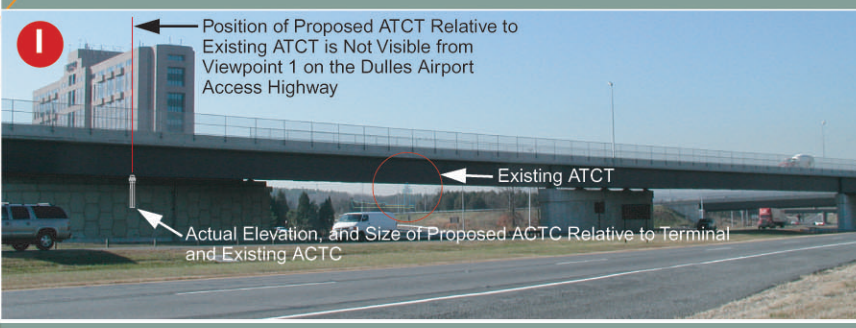 1
Position of Proposed ATCT Relative to
Existing ATCT is Not Visible from
Viewpoint 1 on the Dulles Airport
Access Highway
Existing ATCT
Actual Elevation, and Size of Proposed ACTC Relative to Terminal
and Existing ACTC